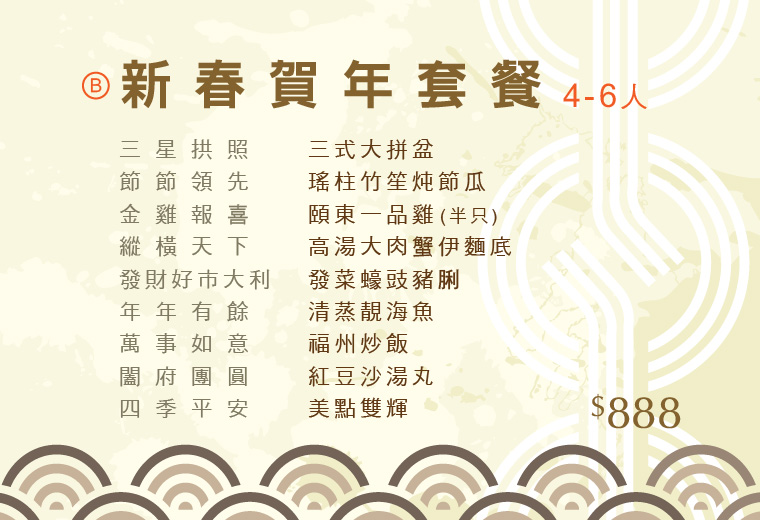 Ⓑ 新春賀年套餐 4-6人
三星拱照 三式大拼盆
節節領先 瑤柱竹笙炖節瓜
金雞報喜 頤東一品雞(半只)
縱橫天下 高湯大肉蟹伊麵底
發財好市大利 發菜蠔豉豬脷
年年有餘 清蒸靚海魚
萬事如意 福州炒飯
闔府團圓 紅豆沙湯丸
四季平安 美點雙輝
$888